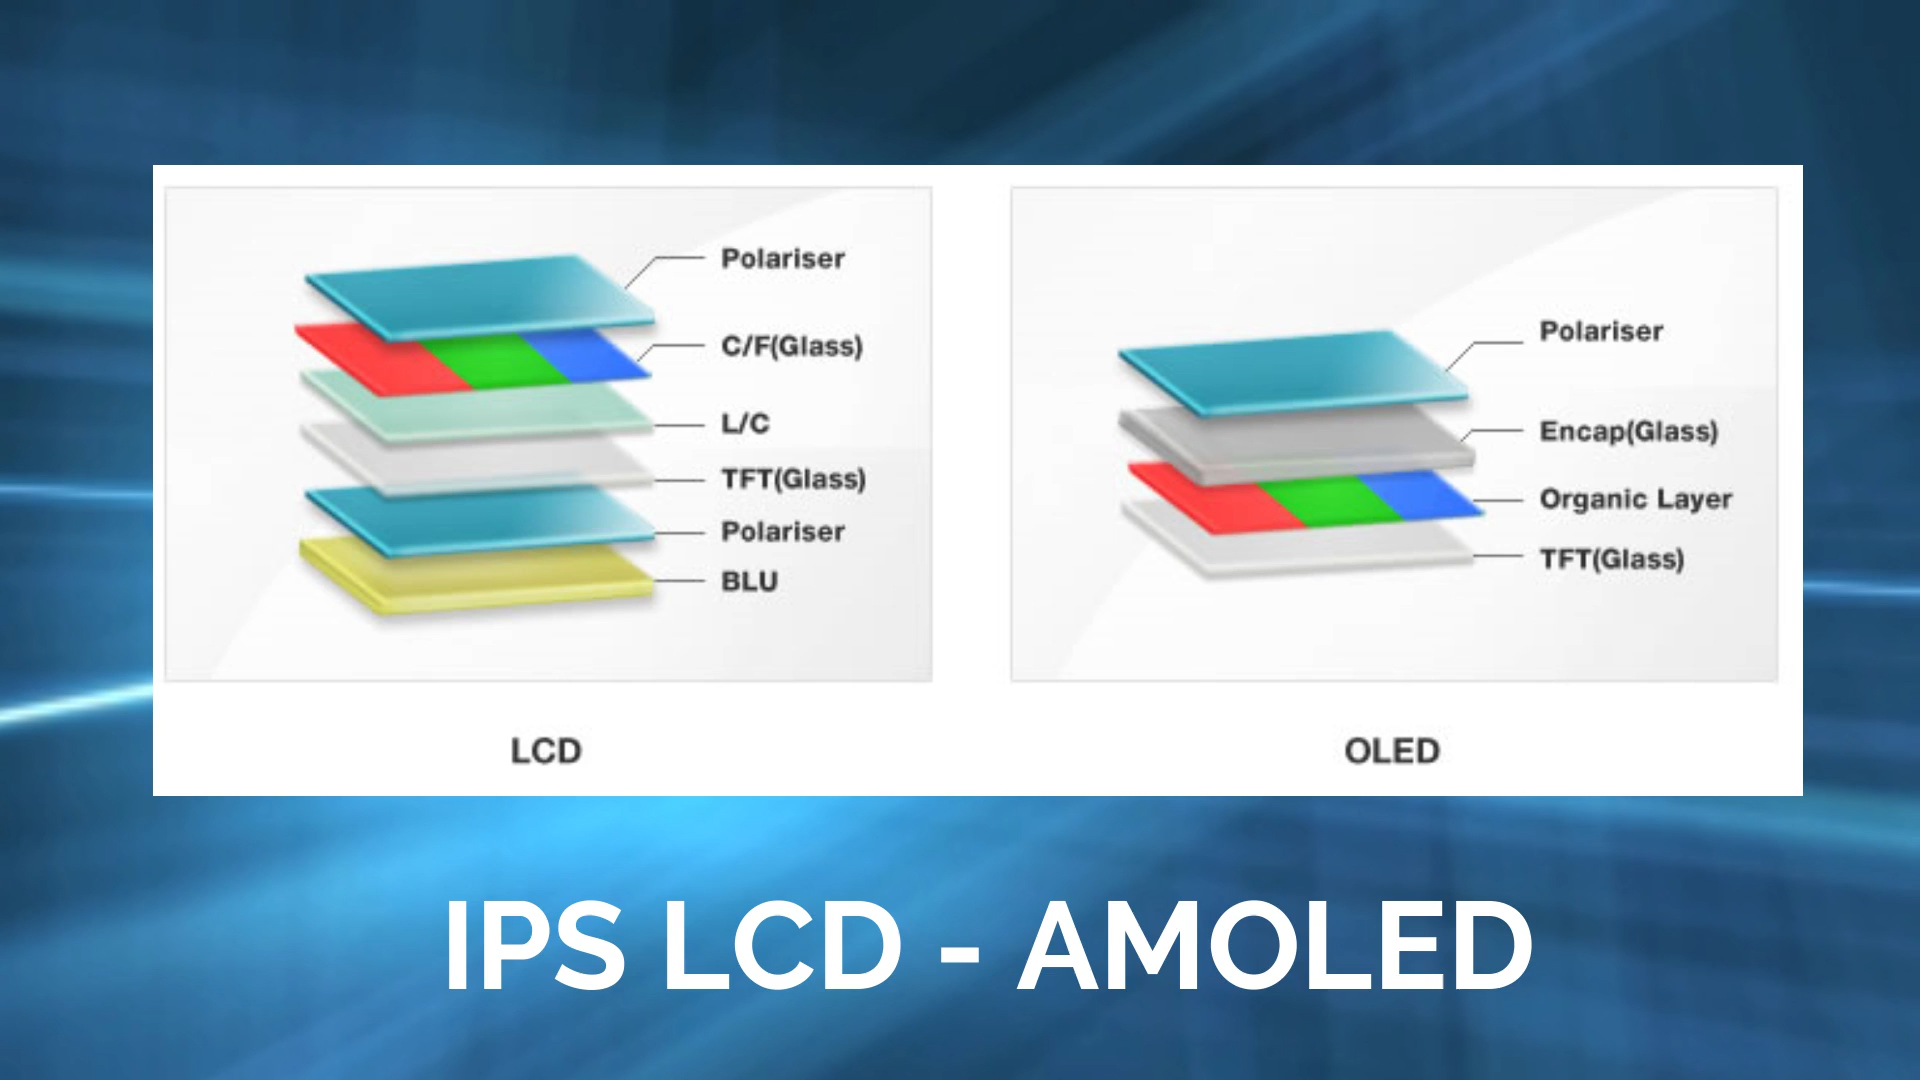 Polariser
C/F(Glass)
L/C
TFT(Glass)
Polariser
BLU
LCD
Polariser
Encap(Glass)
Organic Layer
TFT(Glass)
OLED
IPS LCD - AMOLED